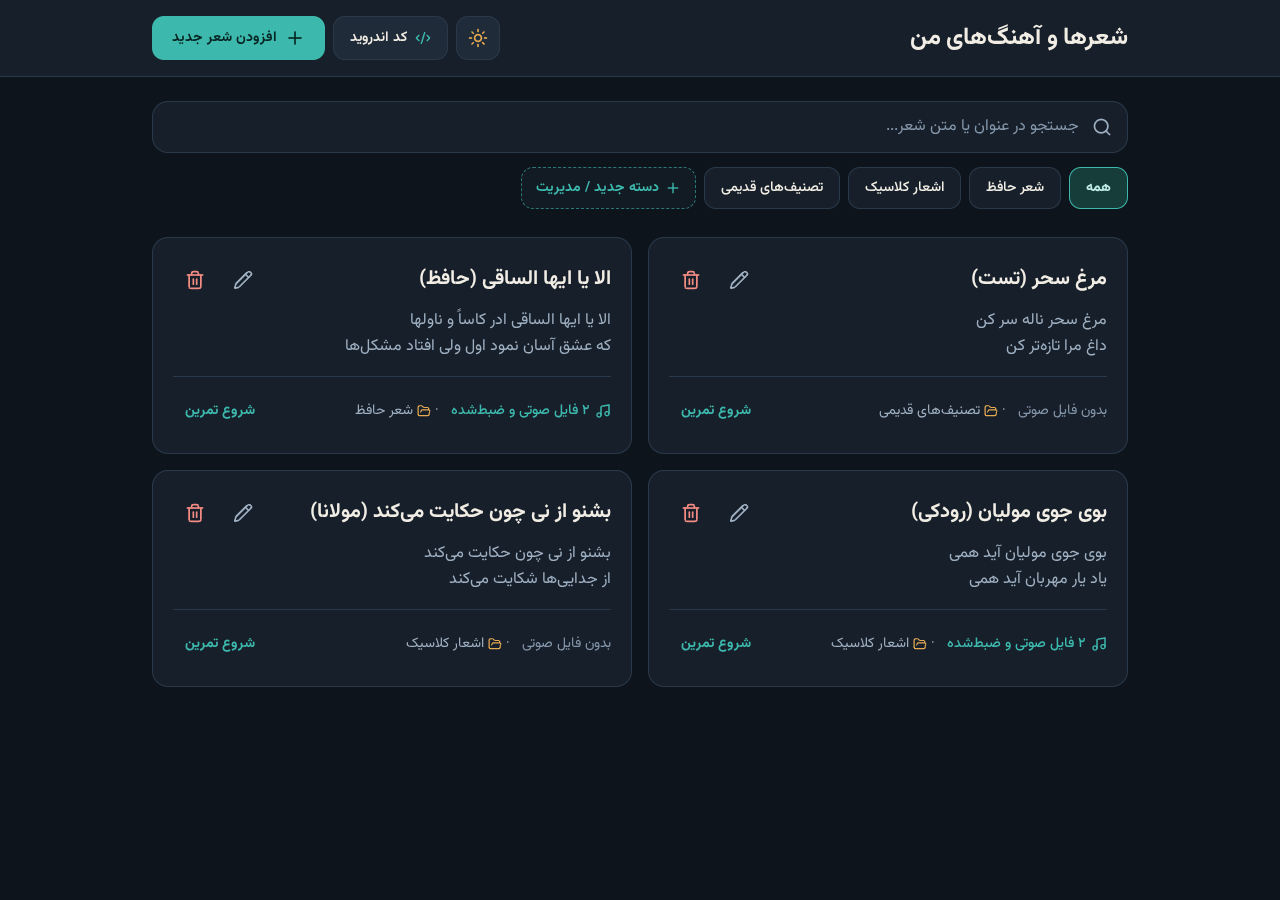 شعرها و آهنگ‌های من
کد اندروید
افزودن شعر جدید
جستجو در عنوان یا متن شعر...
همه
شعر حافظ
اشعار کلاسیک
تصنیف‌های قدیمی
دسته جدید / مدیریت
مرغ سحر (تست)
مرغ سحر ناله سر کن
داغ مرا تازه‌تر کن
بدون فایل صوتی · تصنیف‌های قدیمی
شروع تمرین
الا یا ایها الساقی (حافظ)
الا یا ایها الساقی ادر کاساً و ناولها
که عشق آسان نمود اول ولی افتاد مشکل‌ها
۲ فایل صوتی و ضبط‌شده · شعر حافظ
شروع تمرین
بوی جوی مولیان (رودکی)
بوی جوی مولیان آید همی
یاد یار مهربان آید همی
۲ فایل صوتی و ضبط‌شده · اشعار کلاسیک
شروع تمرین
بشنو از نی چون حکایت می‌کند (مولانا)
بشنو از نی چون حکایت می‌کند
از جدایی‌ها شکایت می‌کند
بدون فایل صوتی · اشعار کلاسیک
شروع تمرین